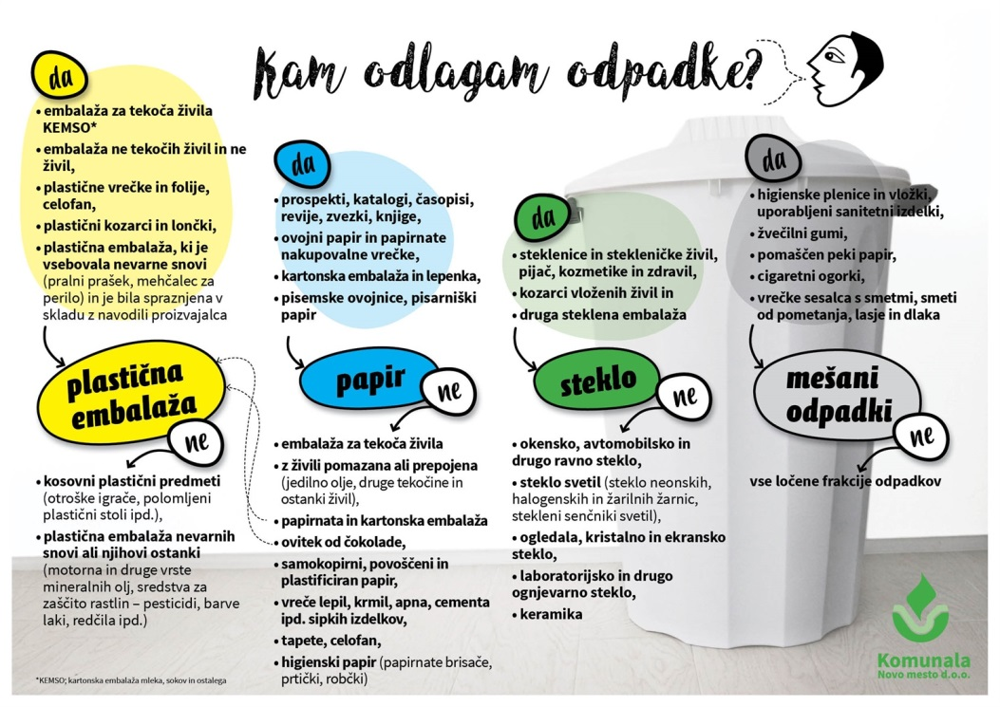 Kam odlagam odpadke?
da
• embalaža za tekoča živila
KEMSO*
• embalaža ne tekočih živil in ne
živil,
• plastične vrečke in folije,
celofan,
• plastični kozarci in lončki,
• plastična embalaža, ki je
vsebovala nevarne snovi
(pralni prašek, mehčalec za
perilo) in je bila spraznjena v
skladu z navodili proizvajalca
plastična
embalaža
ne
• kosovni plastični predmeti
(otroške igrače, polomljeni
plastični stoli ipd.),
• plastična embalaža nevarnih
snovi ali njihovi ostanki
(motorna in druge vrste
mineralnih olj, sredstva za
zaščito rastlin – pesticidi, barve
laki, redčila ipd.)
*KEMSO; kartonska embalaža mleka, sokov in ostalega
da
• prospekti, katalogi, časopisi,
revije, zvezki, knjige,
• ovojni papir in papirnate
nakupovalne vrečke,
• kartonska embalaža in lepenka,
• pisemske ovojnice, pisarniški
papir
papir
ne
• embalaža za tekoča živila
• z živili pomazana ali prepojena
(jedilno olje, druge tekočine in
ostanki živil),
• papirnata in kartonska embalaža
• ovitek od čokolade,
• samokopirni, povoščeni in
plastificiran papir,
• vreče lepil, krmil, apna, cementa
ipd. sipkih izdelkov,
• tapete, celofan,
• higienski papir (papirnate brisače,
prtički, robčki)
da
• steklenice in stekleničke živil,
pijač, kozmetike in zdravil,
• kozarci vloženih živil in
• druga steklena embalaža
steklo
ne
• okensko, avtomobilsko in
drugo ravno steklo,
• steklo svetil (steklo neonskih,
halogenskih in žarilnih žarnic,
stekleni senčniki svetil),
• ogledala, kristalno in ekransko
steklo,
• laboratorijsko in drugo
ognjevarno steklo,
• keramika
da
• higienske plenice in vložki,
uporabljeni sanitetni izdelki,
• žvečilni gumi,
• pomaščen peki papir,
• cigaretni ogorki,
• vrečke sesalca s smetmi, smeti
od pometanja, lasje in dlaka
mešani
odpadki
ne
vse ločene frakcije odpadkov
Komunala
Novo mesto d.o.o.